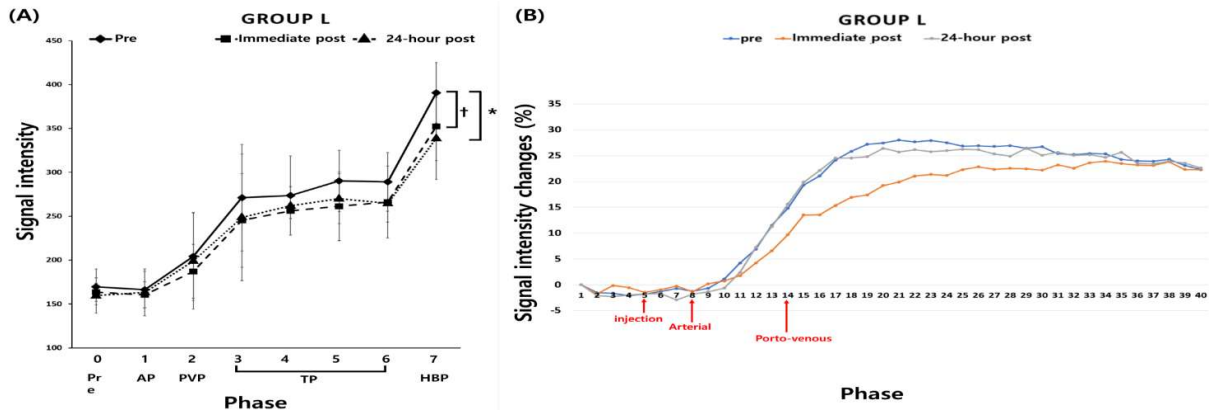 (A)
GROUP L
Pre Immediate post 24-hour post
Signal intensity
450
400
350
300
250
200
150
100
† *
0 1 2 3 4 5 6 7
Pr
e
AP PVP TP HBP
Phase
(B)
GROUP L
pre Immediate post 24-hour post
Signal intensity changes (%)
35
30
25
20
15
10
5
0
-5
1 2 3 4 5 6 7 8 9 10 11 12 13 14 15 16 17 18 19 20 21 22 23 24 25 26 27 28 29 30 31 32 33 34 35 36 37 38 39 40
injection
Arterial
Porto-venous
Phase